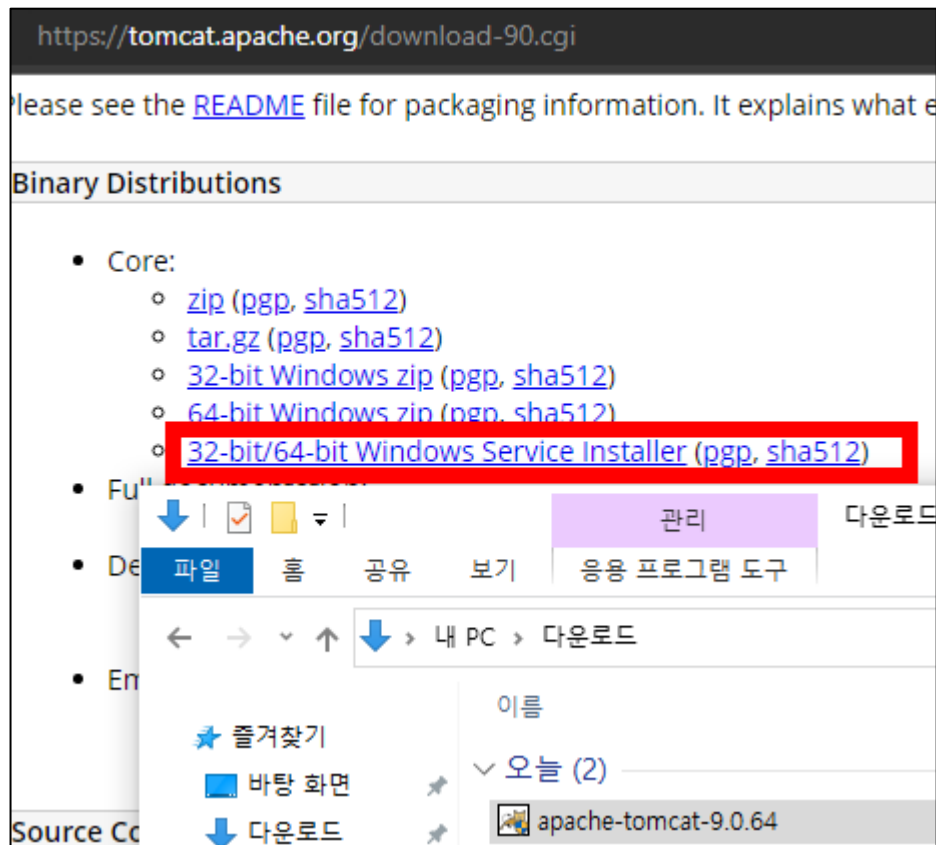 https://tomcat.apache.org/download-90.cgi
Please see the README file for packaging information. It explains what e
Binary Distributions
Core:
zip (pgp, sha512)
tar.gz (pgp, sha512)
32-bit Windows zip (pgp, sha512)
64-bit Windows zip (pgp, sha512)
32-bit/64-bit Windows Service Installer (pgp, sha512)
Full documentation:
관리 다운로드
De 파일 홈 공유 보기 응용 프로그램 도구
내 PC > 다운로드
Em
이름
즐겨찾기
오늘 (2)
바탕 화면
apache-tomcat-9.0.64
Source Co 다운로드